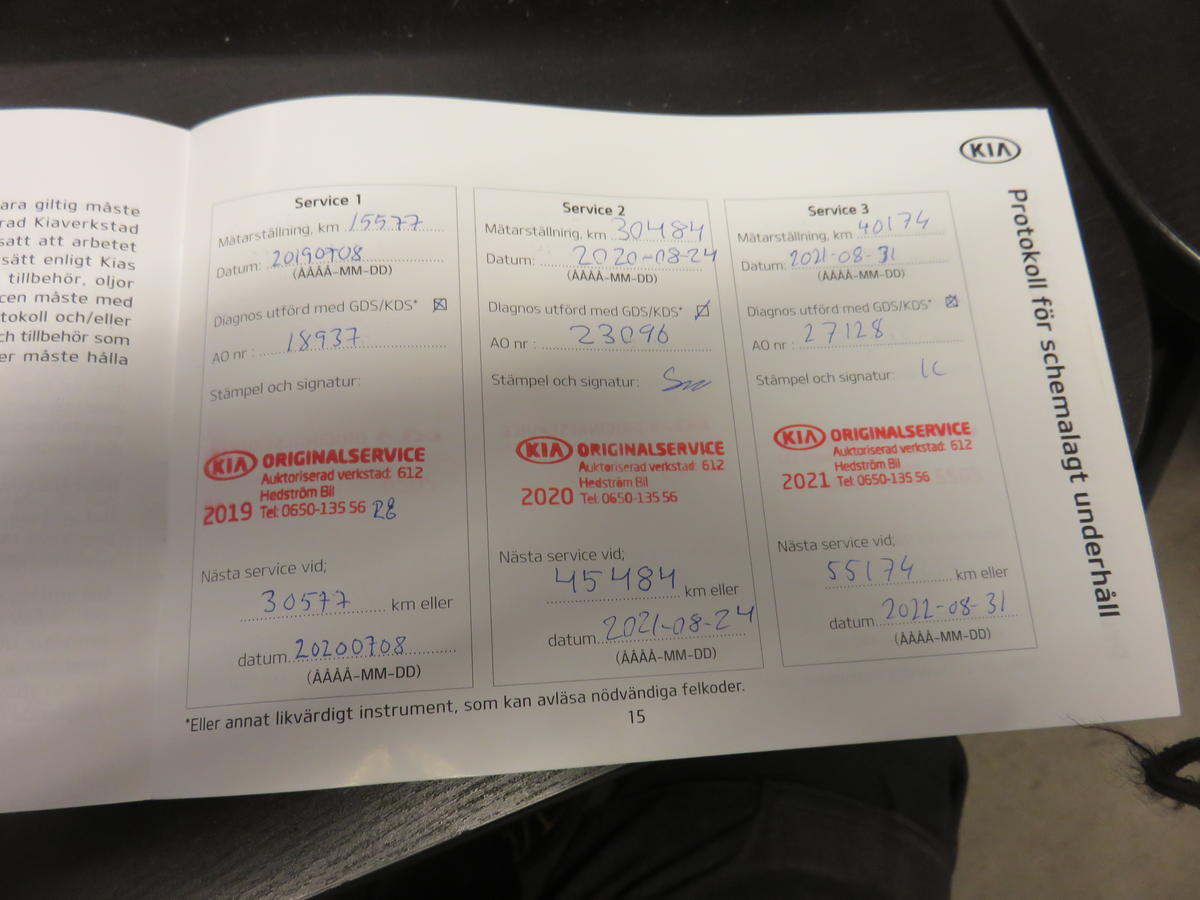 ara giltig måste
rad Kiaverkstad
satt att arbetet
sätt enligt Kias
tillbehör, oljor
cen måste med
tokoll och/eller
ch tillbehör som
er måste hålla
KIA
Protokoll för schemalagt underhåll
Service 1
Mätarställning, km 15577
Datum: 20190708
(ÅÅÅÅ-MM-DD)
Diagnos utförd med GDS/KDS*
AO nr : 18937
Stämpel och signatur:
KIA ORIGINALSERVICE
Auktoriserad verkstad: 612
Hedström Bil
2019 Tel: 0650-135 56 RB
Nästa service vid;
30577 km eller
datum. 20200708
(ÅÅÅÅ-MM-DD)
Service 2
Mätarställning, km 30484
Datum: 2020-08-24
(ÅÅÅÅ-MM-DD)
Diagnos utförd med GDS/KDS*
AO nr : 23096
Stämpel och signatur:
KIA ORIGINALSERVICE
Auktoriserad verkstad: 612
Hedström Bil
2020 Tel: 0650-135 56
Nästa service vid;
45484 km eller
datum. 2021-08-24
(ÅÅÅÅ-MM-DD)
Service 3
Mätarställning, km 40174
Datum: 2021-08-31
(ÅÅÅÅ-MM-DD)
Diagnos utförd med GDS/KDS*
AO nr : 27128
Stämpel och signatur:
KIA ORIGINALSERVICE
Auktoriserad verkstad: 612
Hedström Bil
2021 Tel: 0650-135 56
Nästa service vid;
55174 km eller
datum. 2022-08-31
(ÅÅÅÅ-MM-DD)
*Eller annat likvärdigt instrument, som kan avläsa nödvändiga felkoder.
15